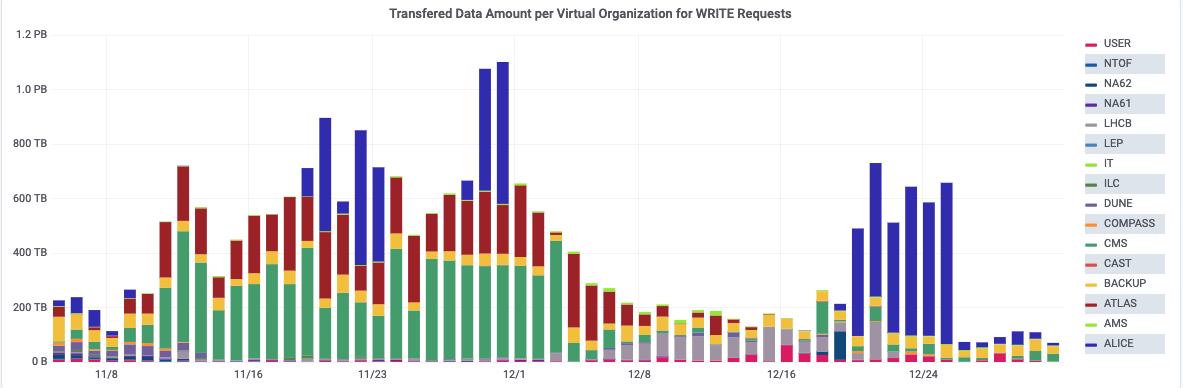 Transfered Data Amount per Virtual Organization for WRITE Requests
1.2 PB
1.0 PB
800 TB
600 TB
400 TB
200 TB
0 B
11/8 11/16 11/23 12/1 12/8 12/16 12/24
USER
NTOF
NA62
NA61
LHCB
LEP
IT
ILC
DUNE
COMPASS
CMS
CAST
BACKUP
ATLAS
AMS
ALICE